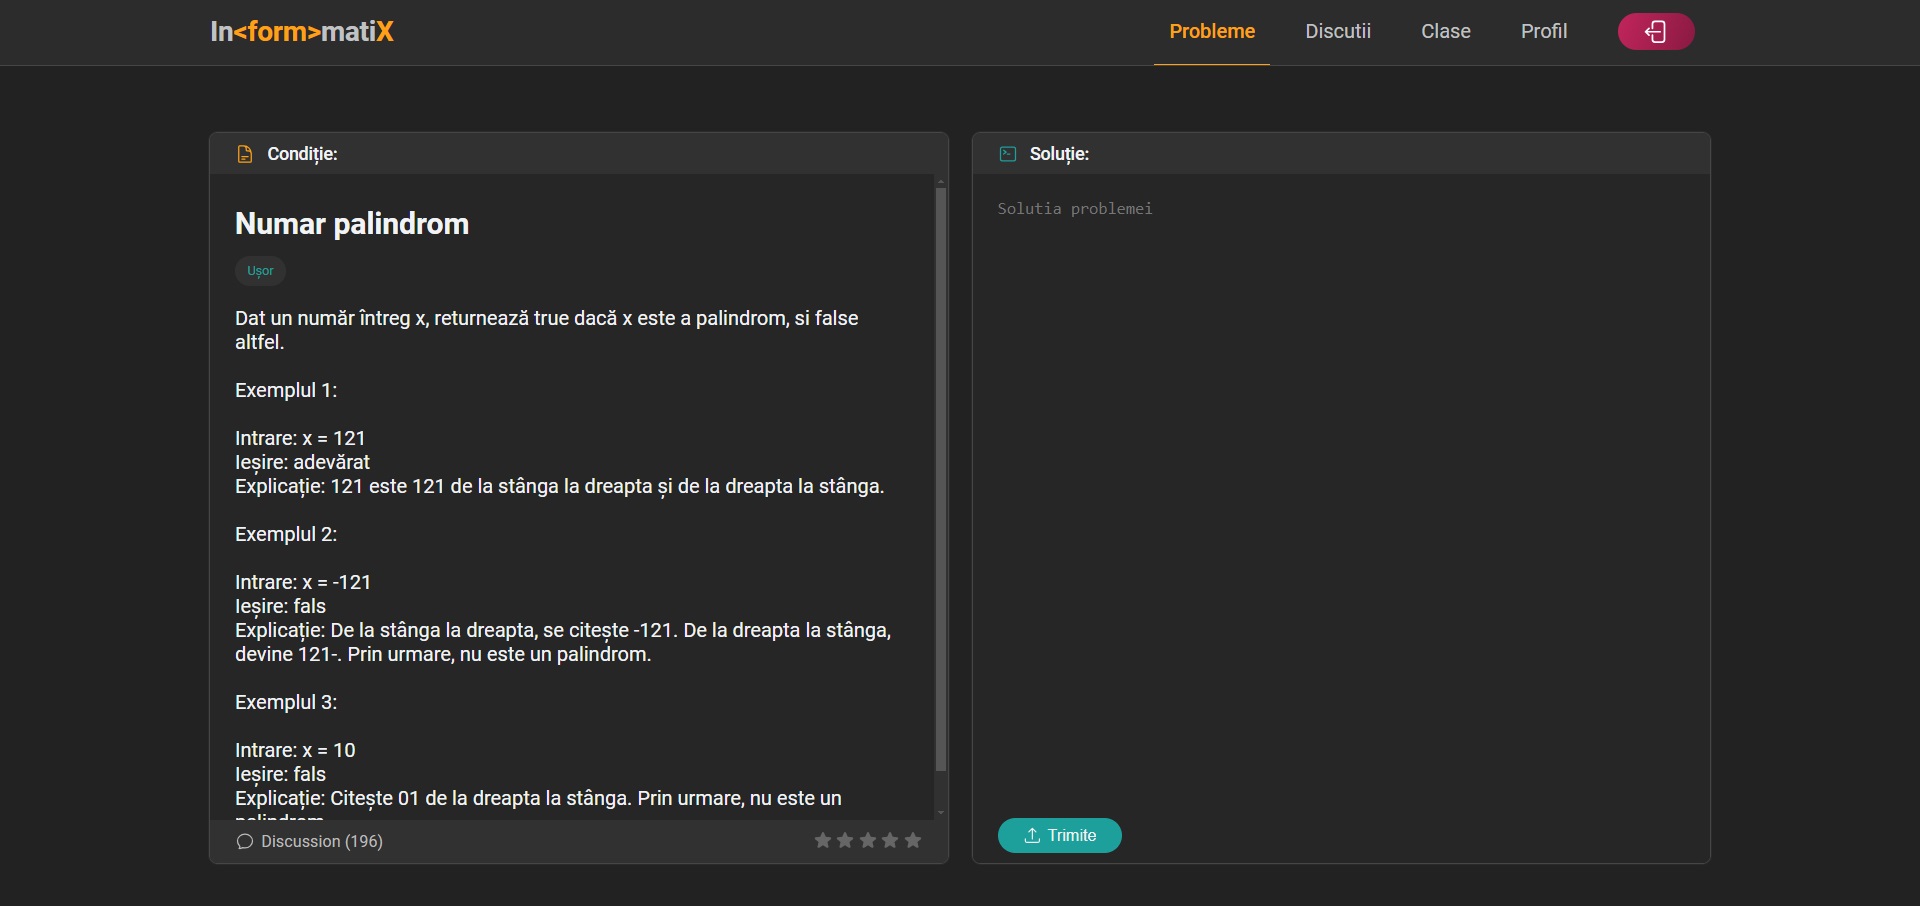 In<form>matiX
Probleme
Discutii
Clase
Profil
Condiție:
Numar palindrom
Ușor
Dat un număr întreg x, returnează true dacă x este a palindrom, si false
altfel.
Exemplul 1:
Intrare: x = 121
Ieșire: adevărat
Explicație: 121 este 121 de la stânga la dreapta și de la dreapta la stânga.
Exemplul 2:
Intrare: x = -121
Ieșire: fals
Explicație: De la stânga la dreapta, se citește -121. De la dreapta la stânga,
devine 121-. Prin urmare, nu este un palindrom.
Exemplul 3:
Intrare: x = 10
Ieșire: fals
Explicație: Citește 01 de la dreapta la stânga. Prin urmare, nu este un
Discussion (196)
Soluție:
Solutia problemei
Trimite